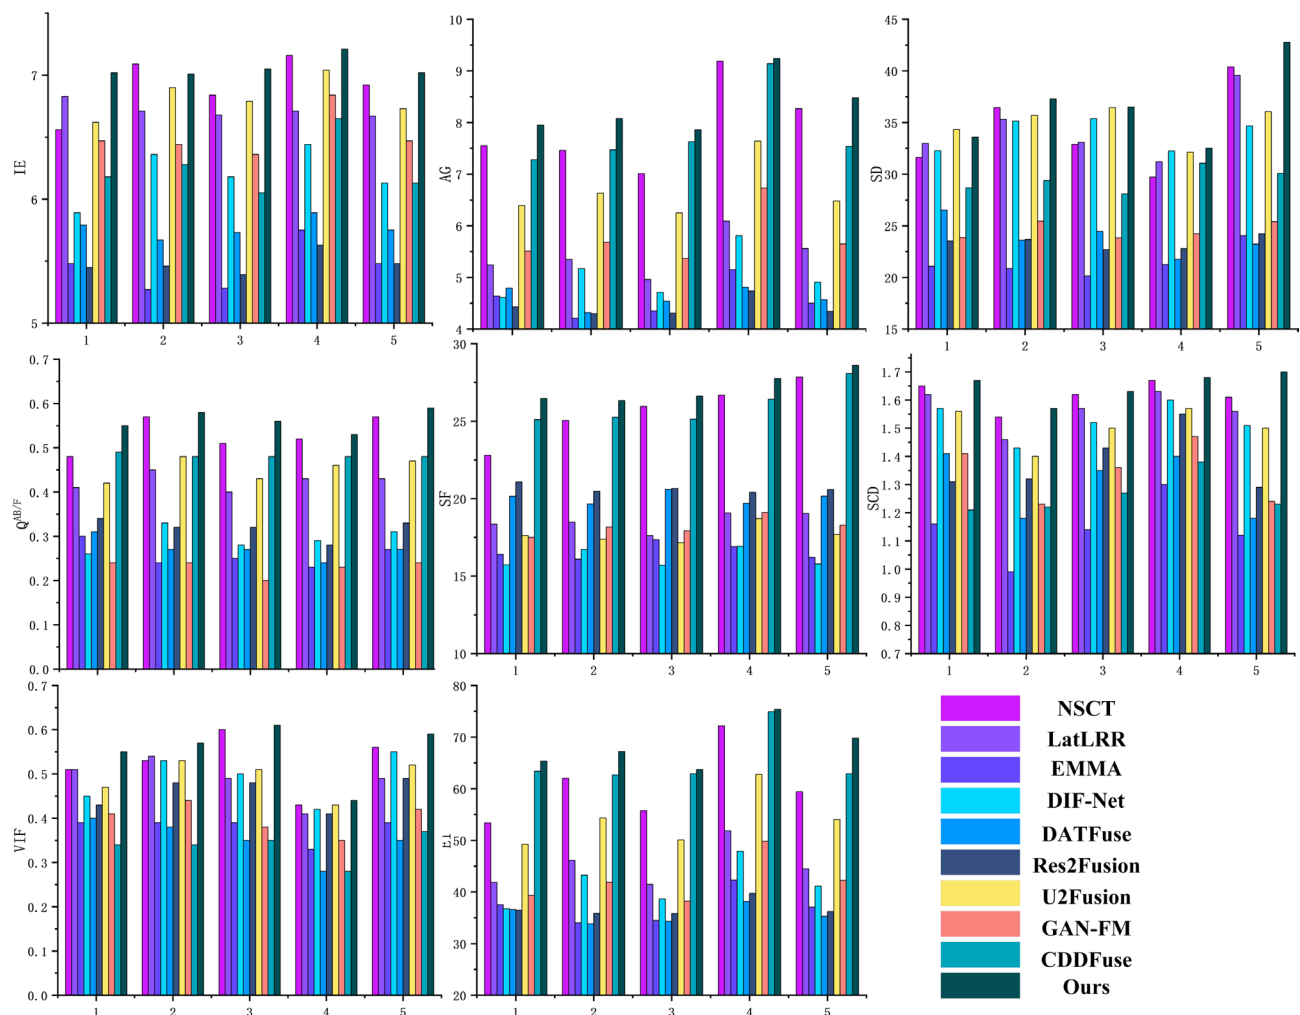 7
6
5
IE
1 2 3 4 5
10
9
8
7
6
5
4
AG
45
40
35
30
25
20
15
SD
1 2 3 4 5
0.7
0.6
0.5
0.4
0.3
0.2
0.1
0.0
Q^AB/F
1 2 3 4 5
30
25
20
15
10
SF
1 2 3 4 5
1.7
1.6
1.5
1.4
1.3
1.2
1.1
1.0
0.9
0.8
0.7
SCD
1 2 3 4 5
0.7
0.6
0.5
0.4
0.3
0.2
0.1
0.0
VIF
1 2 3 4 5
80
70
60
50
40
30
20
EI
1 2 3 4 5
NSCT
LatLRR
EMMA
DIF-Net
DATFuse
Res2Fusion
U2Fusion
GAN-FM
CDDFuse
Ours